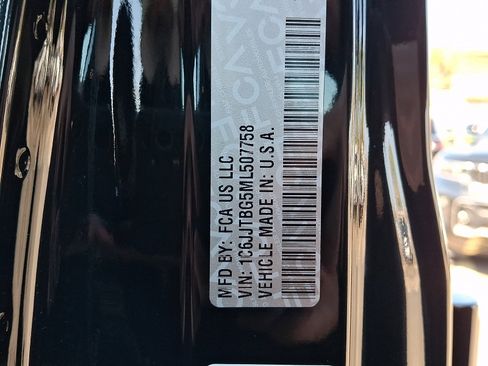 MFD BY: FCA US LLC
VIN: 1C6JJTBG5ML507758
VEHICLE MADE IN: U.S.A.